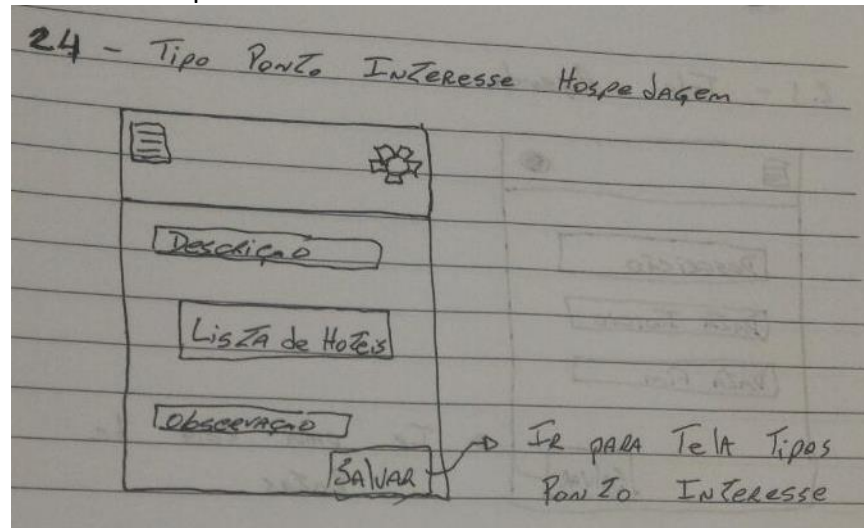 24 - Tipo Ponto Interesse Hospedagem
Descrição
Lista de Hoteis
Observação
Salvar
Ir para Tela Tipos
Ponto Interesse